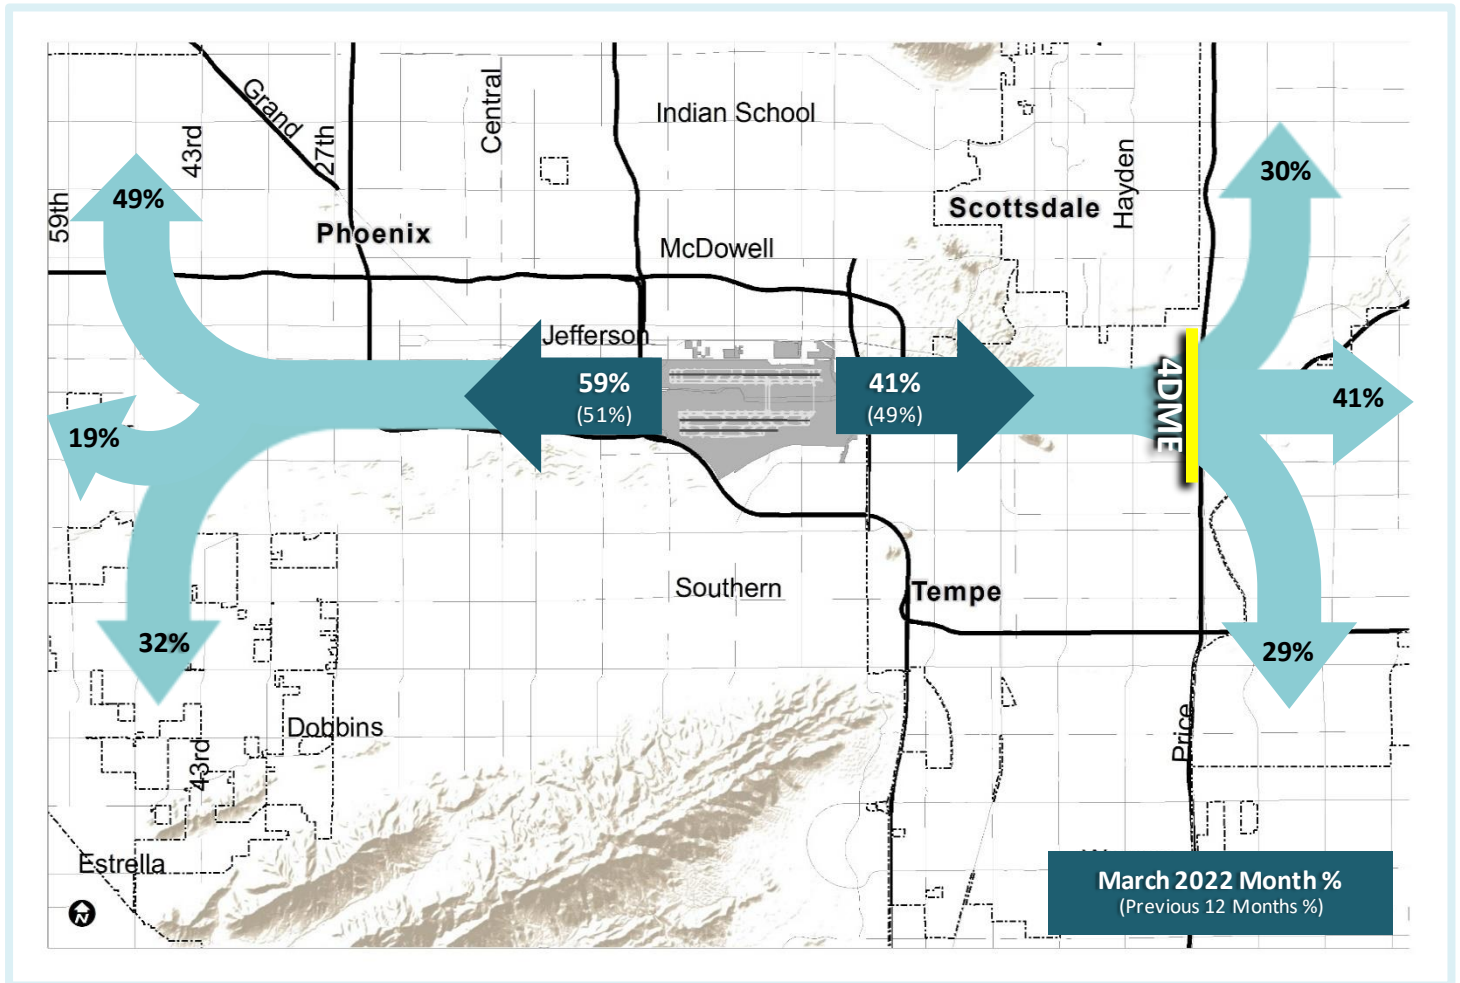 Grand
43rd
27th
Central
Indian School
Hayden
30%
59th
49%
Phoenix
Scottsdale
McDowell
Jefferson
59%
(51%)
41%
(49%)
4DME
41%
19%
32%
Southern
Tempe
29%
Dobbins
43rd
Price
Estrella
N
March 2022 Month %
(Previous 12 Months %)